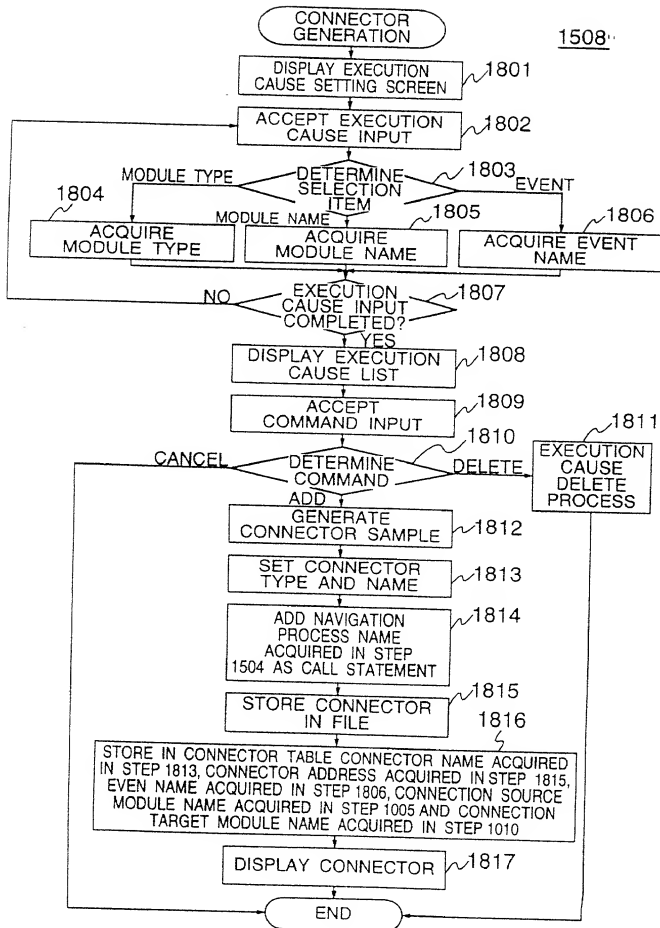 CONNECTOR
GENERATION
1508"
DISPLAY EXECUTION
CAUSE SETTING SCREEN
1801
ACCEPT EXECUTION
CAUSE INPUT
1802
DETERMINE
SELECTION
ITEM
1803
MODULE TYPE
MODULE NAME
EVENT
1804
ACQUIRE
MODULE TYPE
1805
ACQUIRE
MODULE NAME
1806
ACQUIRE EVENT
NAME
EXECUTION
CAUSE INPUT
COMPLETED?
1807
NO
YES
DISPLAY EXECUTION
CAUSE LIST
1808
ACCEPT
COMMAND INPUT
1809
DETERMINE
COMMAND
1810
CANCEL
DELETE
ADD
1811
EXECUTION
CAUSE
DELETE
PROCESS
GENERATE
CONNECTOR SAMPLE
1812
SET CONNECTOR
TYPE AND NAME
1813
ADD NAVIGATION
PROCESS NAME
ACQUIRED IN STEP
1504 AS CALL STATEMENT
1814
STORE CONNECTOR
IN FILE
1815
1816
STORE IN CONNECTOR TABLE CONNECTOR NAME ACQUIRED
IN STEP 1813, CONNECTOR ADDRESS ACQUIRED IN STEP 1815,
EVEN NAME ACQUIRED IN STEP 1806, CONNECTION SOURCE
MODULE NAME ACQUIRED IN STEP 1005 AND CONNECTION
TARGET MODULE NAME ACQUIRED IN STEP 1010
DISPLAY CONNECTOR
1817
END